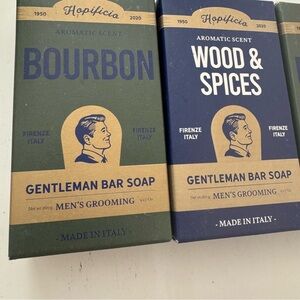 1950 Hopificio 2020
AROMATIC SCENT
BOURBON
FIRENZE
ITALY
FIRENZE
ITALY
GENTLEMAN BAR SOAP
MEN'S GROOMING
- MADE IN ITALY -
1950 Hopificio 2020
AROMATIC SCENT
WOOD &
SPICES
FIRENZE
ITALY
FIRENZE
ITALY
GENTLEMAN BAR SOAP
MEN'S GROOMING
- MADE IN ITALY -